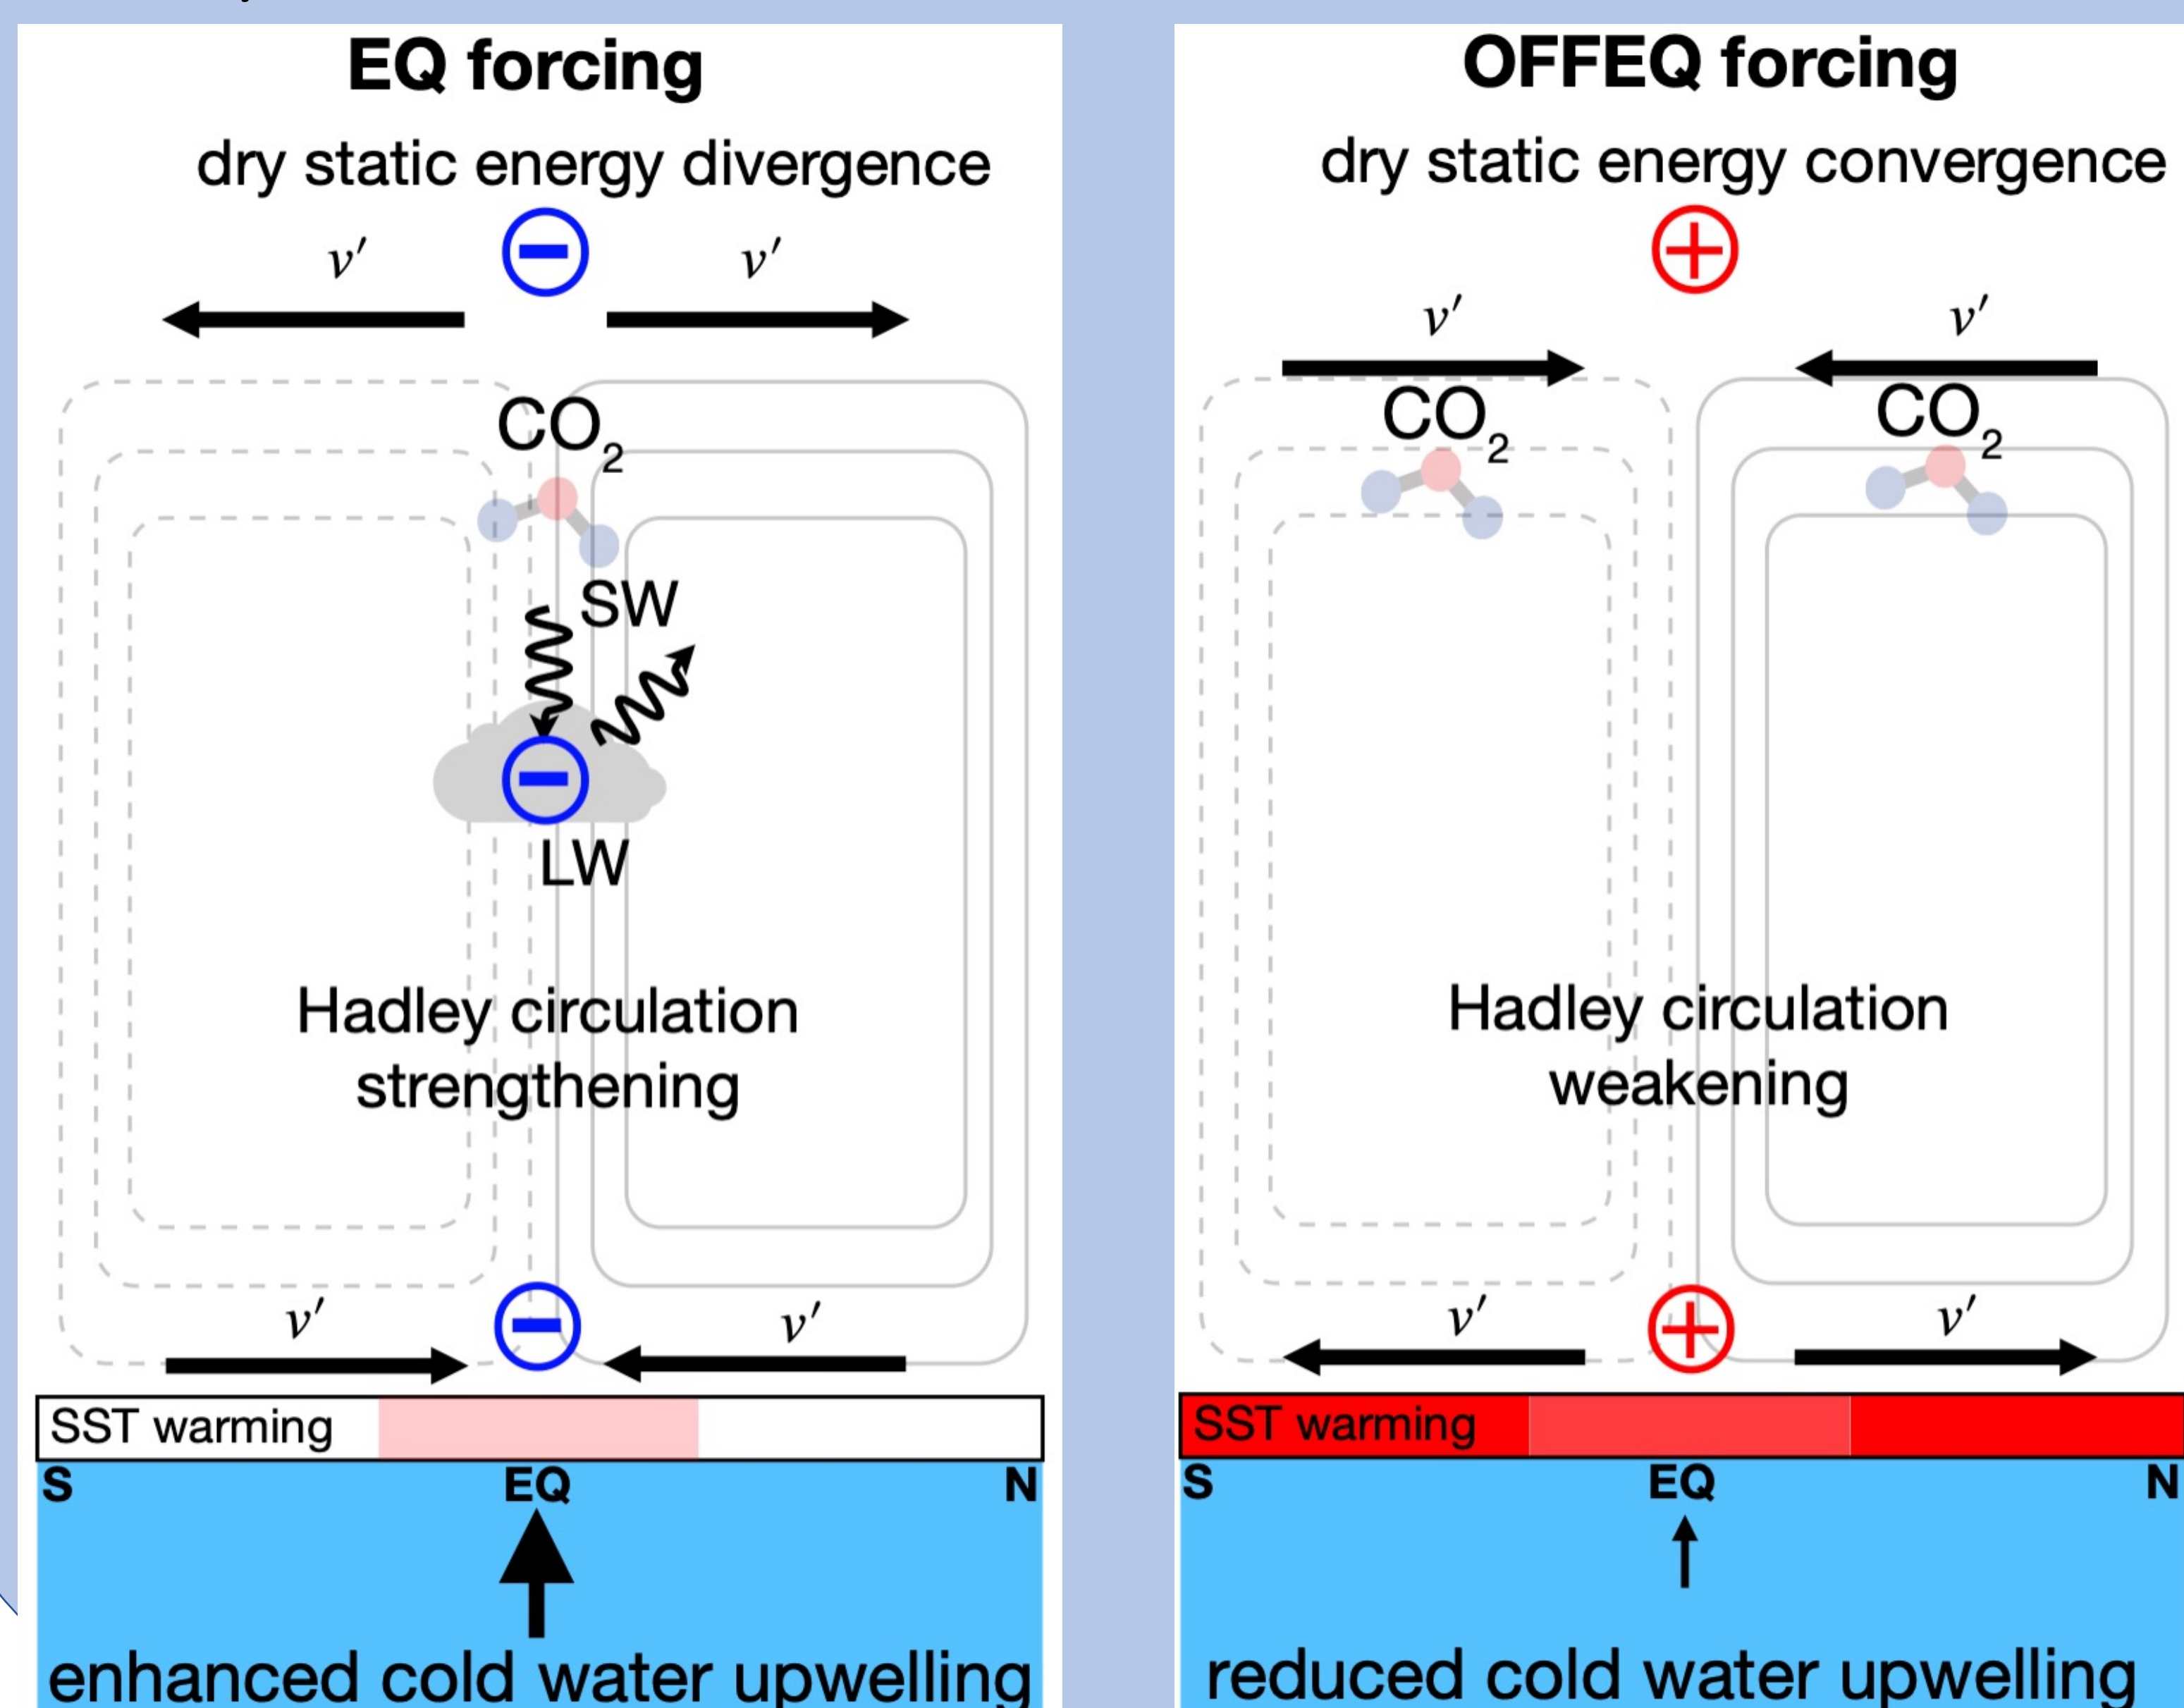 EQ forcing
dry static energy divergence
v′ v′
CO2
SW
LW
Hadley circulation
strengthening
v′ v′
SST warming
S EQ N
enhanced cold water upwelling
OFFEQ forcing
dry static energy convergence
v′ v′
CO2 CO2
Hadley circulation
weakening
v′ v′
SST warming
S EQ N
reduced cold water upwelling